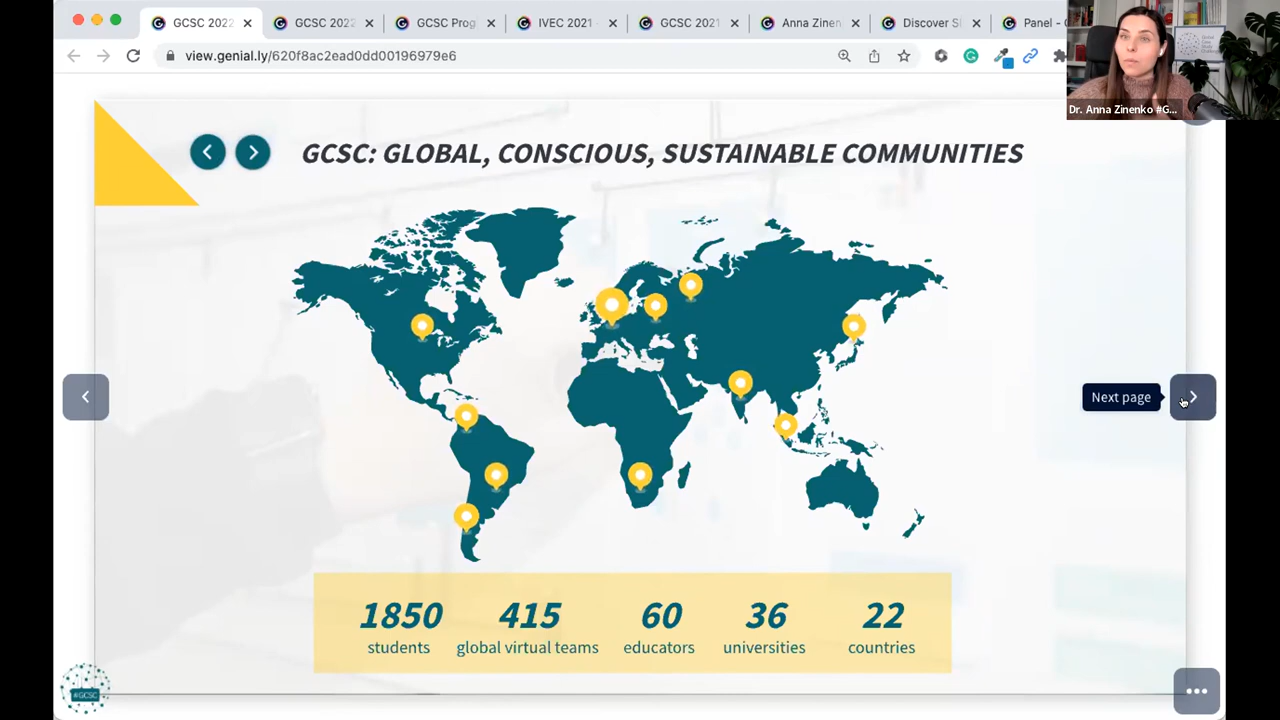 GCSC 2022
GCSC 2022
GCSC Prog
IVEC 2021
GCSC 2021
Anna Zinen
Discover S
Panel - G
view.genial.ly/620f8ac2ead0dd00196979e6
Dr. Anna Zinenko #G...
GCSC: GLOBAL, CONSCIOUS, SUSTAINABLE COMMUNITIES
Next page
1850 415 60 36 22
students global virtual teams educators universities countries
#GCSC